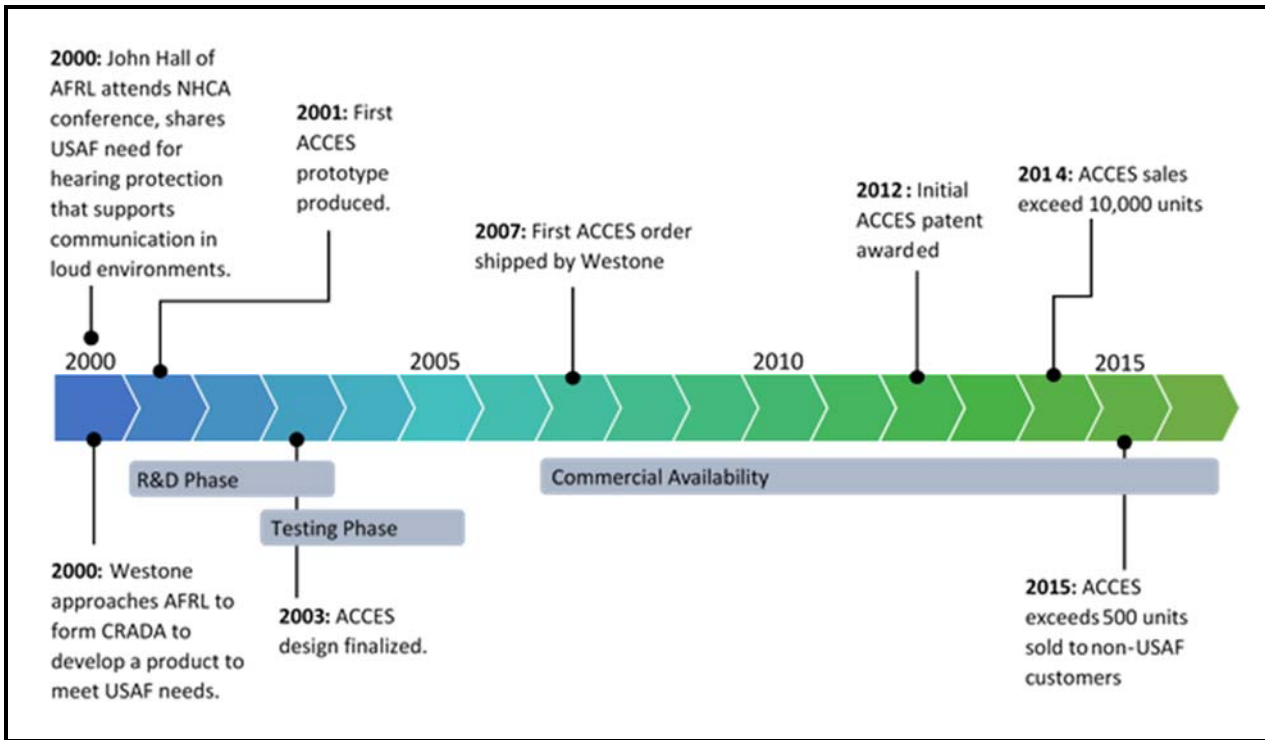 2000: John Hall of
AFRL attends NHCA
conference, shares
USAF need for
hearing protection
that supports
communication in
loud environments.
2001: First
ACCES
prototype
produced.
2007: First ACCES order
shipped by Westone
2012: Initial
ACCES patent
awarded
2014: ACCES sales
exceed 10,000 units
2000
2005
2010
2015
R&D Phase
Testing Phase
Commercial Availability
2000: Westone
approaches AFRL to
form CRADA to
develop a product to
meet USAF needs.
2003: ACCES
design finalized.
2015: ACCES
exceeds 500 units
sold to non-USAF
customers